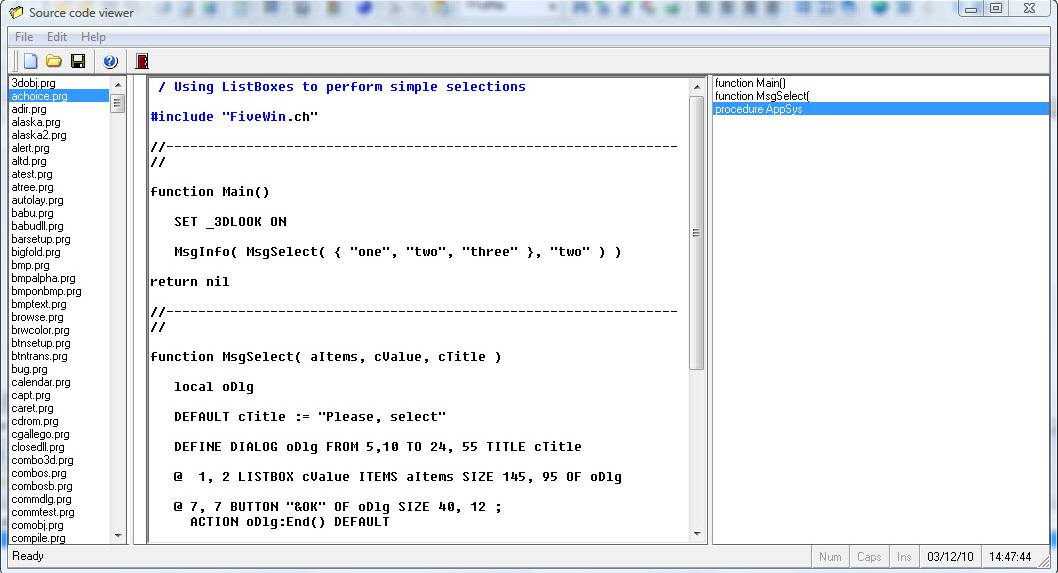 Source code viewer
File Edit Help
3dobj.prg
achoice.prg
adir.prg
alaska.prg
alaska2.prg
alert.prg
altd.prg
atest.prg
atree.prg
autolay.prg
babu.prg
babudll.prg
barsetup.prg
bigfold.prg
bmp.prg
bmpalpha.prg
bmponbmp.prg
bmptext.prg
browse.prg
brwcolor.prg
btnsetup.prg
btntrans.prg
bug.prg
calendar.prg
capt.prg
caret.prg
cdrom.prg
cgallego.prg
closedll.prg
combo3d.prg
combos.prg
combosb.prg
commdlg.prg
commtest.prg
comobj.prg
compile.prg
/ Using ListBoxes to perform simple selections
#include "FiveWin.ch"
//----------------------------------------------------------------
//
function Main()
SET _3DLOOK ON
MsgInfo( MsgSelect( { "one", "two", "three" }, "two" ) )
return nil
//----------------------------------------------------------------
//
function MsgSelect( aItems, cValue, cTitle )
local oDlg
DEFAULT cTitle := "Please, select"
DEFINE DIALOG oDlg FROM 5,10 TO 24, 55 TITLE cTitle
@  1, 2 LISTBOX cValue ITEMS aItems SIZE 145, 95 OF oDlg
@ 7, 7 BUTTON "&OK" OF oDlg SIZE 40, 12 ;
ACTION oDlg:End() DEFAULT
function Main()
function MsgSelect(
procedure AppSys
Ready Num Caps Ins 03/12/10 14:47:44